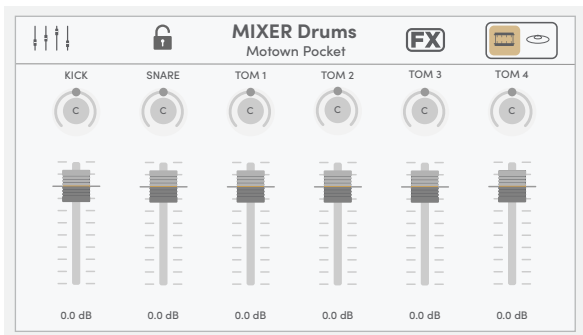 MIXER Drums
Motown Pocket
FX
KICK SNARE TOM 1 TOM 2 TOM 3 TOM 4
C C C C C C
0.0 dB 0.0 dB 0.0 dB 0.0 dB 0.0 dB 0.0 dB